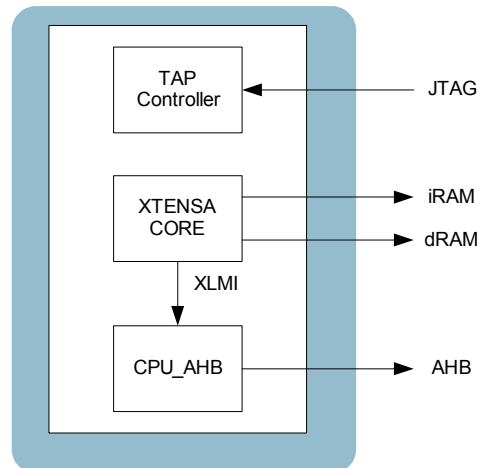 TAP
Controller
JTAG
XTENSA
CORE
iRAM
dRAM
XLMI
CPU_AHB
AHB